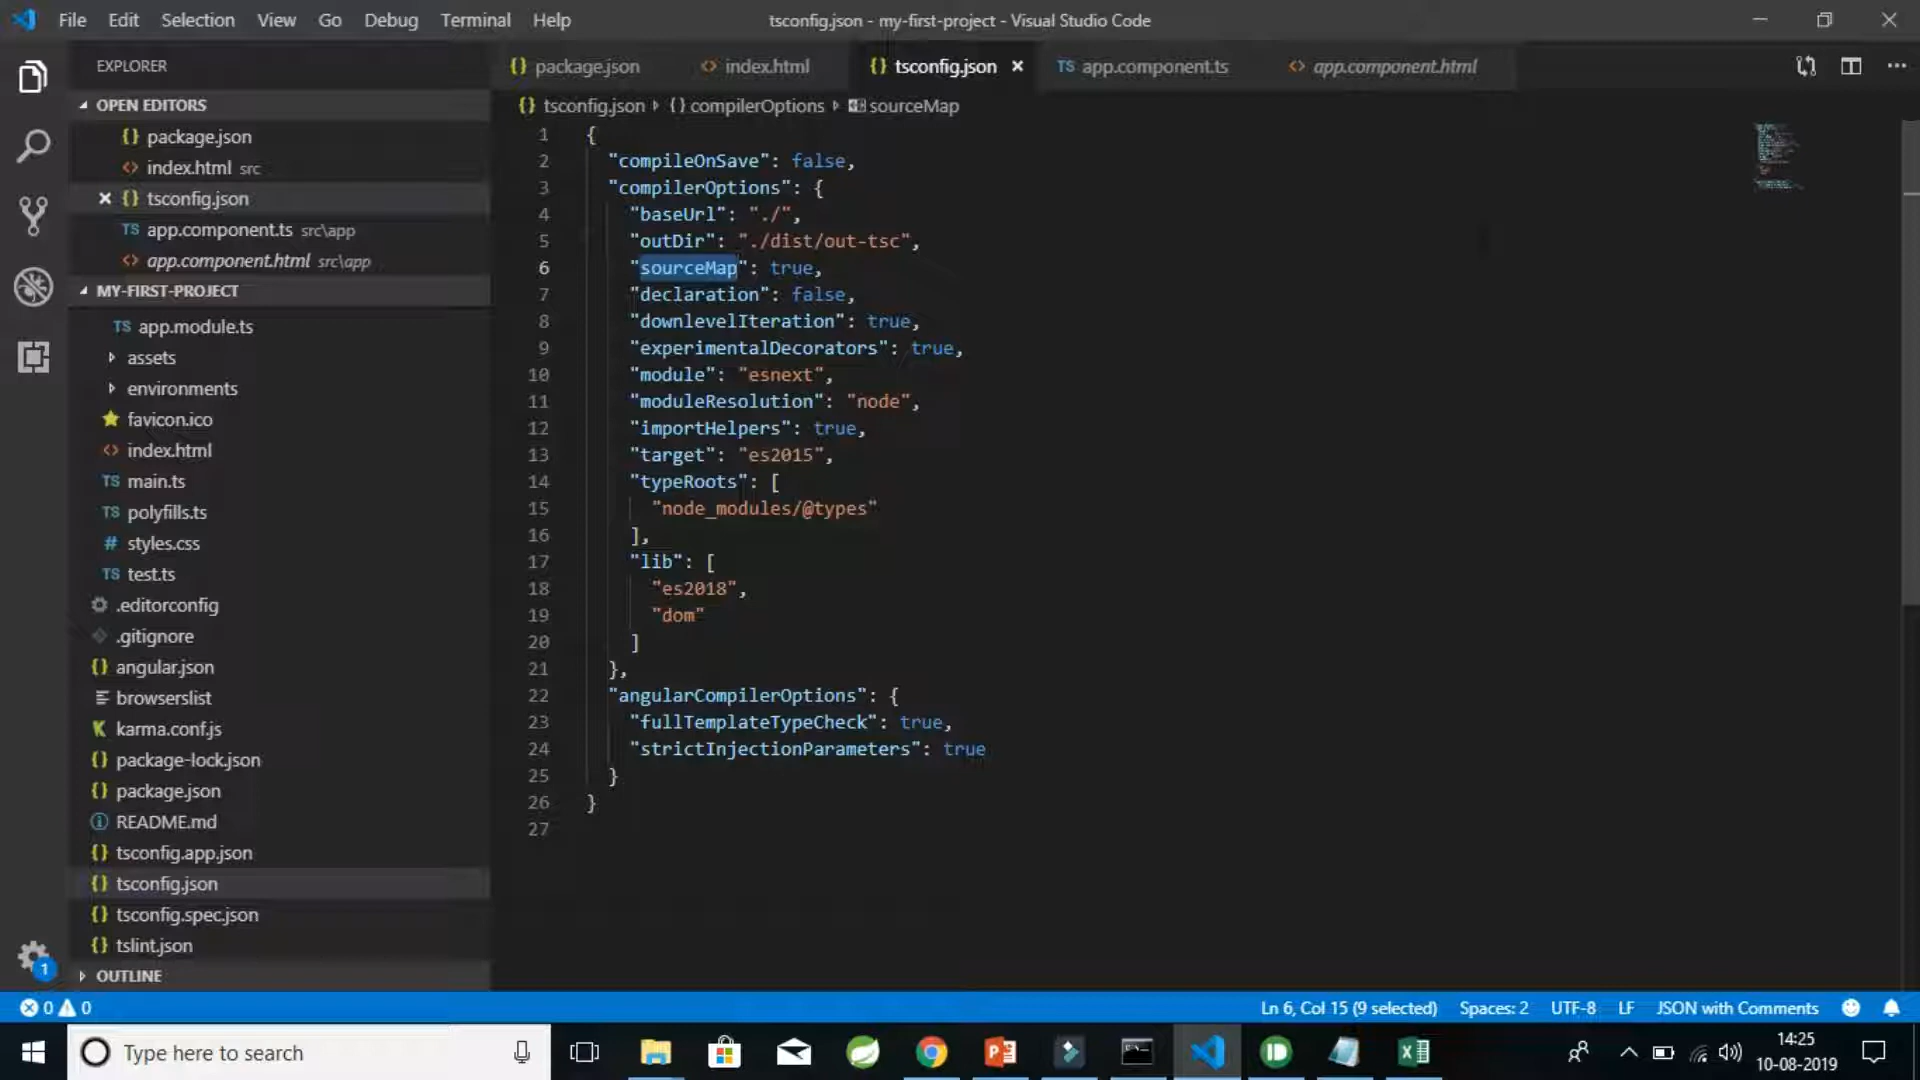 File Edit Selection View Go Debug Terminal Help
tsconfig.json - my-first-project - Visual Studio Code
EXPLORER
OPEN EDITORS
{} package.json
<> index.html src
{} tsconfig.json
TS app.component.ts src\app
<> app.component.html src\app
MY-FIRST-PROJECT
TS app.module.ts
assets
environments
favicon.ico
<> index.html
TS main.ts
TS polyfills.ts
# styles.css
TS test.ts
.editorconfig
.gitignore
{} angular.json
browserslist
K karma.conf.js
{} package-lock.json
{} package.json
README.md
{} tsconfig.app.json
{} tsconfig.json
{} tsconfig.spec.json
{} tslint.json
OUTLINE
1
{} package.json <> index.html {} tsconfig.json TS app.component.ts <> app.component.html
{} tsconfig.json {} compilerOptions sourceMap
1 {
2 "compileOnSave": false,
3 "compilerOptions": {
4 "baseUrl": "./",
5 "outDir": "./dist/out-tsc",
6 "sourceMap": true,
7 "declaration": false,
8 "downlevelIteration": true,
9 "experimentalDecorators": true,
10 "module": "esnext",
11 "moduleResolution": "node",
12 "importHelpers": true,
13 "target": "es2015",
14 "typeRoots": [
15 "node_modules/@types"
16 ],
17 "lib": [
18 "es2018",
19 "dom"
20 ]
21 },
22 "angularCompilerOptions": {
23 "fullTemplateTypeCheck": true,
24 "strictInjectionParameters": true
25 }
26 }
27
0 0
Ln 6, Col 15 (9 selected) Spaces: 2 UTF-8 LF JSON with Comments
Type here to search
14:25
10-08-2019